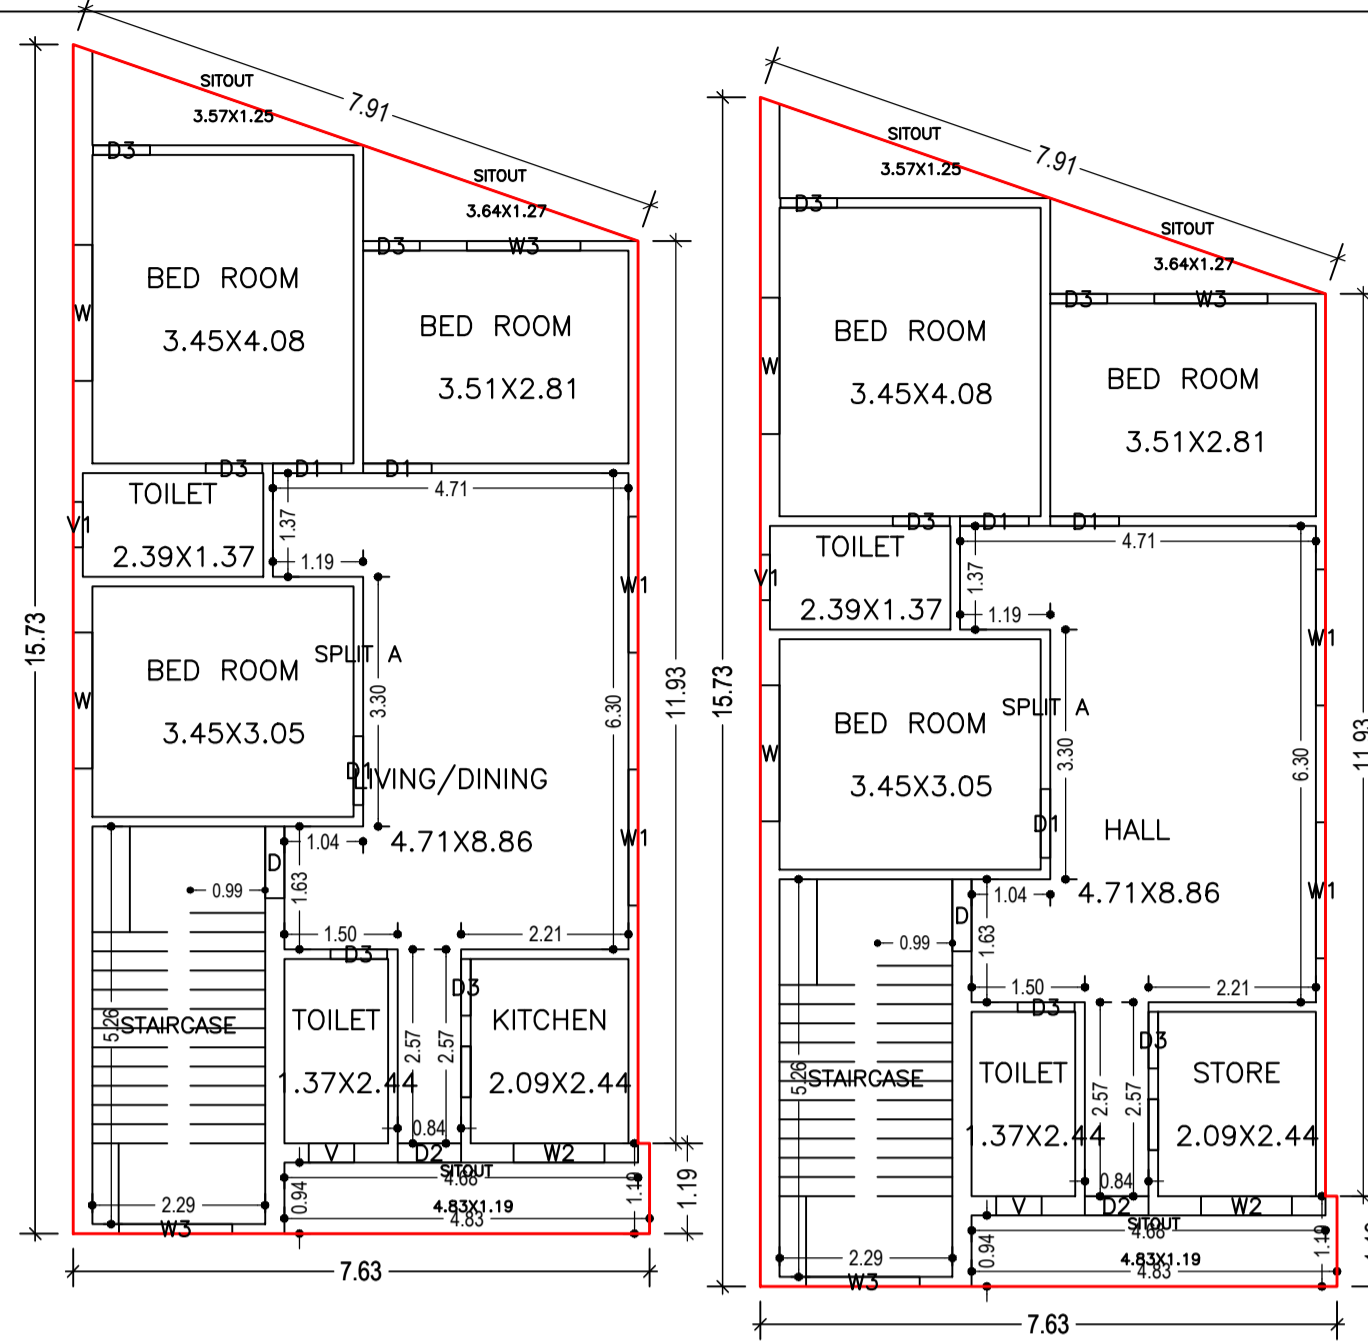 SITOUT
3.57X1.25
7.91
SITOUT
3.64X1.27
D3
D3
W3
BED ROOM
3.45X4.08
W
BED ROOM
3.51X2.81
D3
D1
D1
TOILET
2.39X1.37
V1
4.71
1.37
1.19
W1
15.73
BED ROOM
3.45X3.05
W
SPLIT A
3.30
6.30
11.93
D1
LIVING/DINING
4.71X8.86
W1
1.04
D
1.63
0.99
1.50
2.21
D3
D3
STAIRCASE
5.26
TOILET
1.37X2.44
2.57
2.57
KITCHEN
2.09X2.44
0.84
V
D2
W2
SITOUT
4.68
4.83X1.19
4.83
0.94
1.19
1.19
2.29
W3
7.63
SITOUT
3.57X1.25
7.91
SITOUT
3.64X1.27
D3
D3
W3
BED ROOM
3.45X4.08
W
BED ROOM
3.51X2.81
D3
D1
D1
TOILET
2.39X1.37
V1
4.71
1.37
1.19
W1
15.73
BED ROOM
3.45X3.05
W
SPLIT A
3.30
6.30
11.93
D1
HALL
4.71X8.86
W1
1.04
D
1.63
0.99
1.50
2.21
D3
D3
STAIRCASE
5.26
TOILET
1.37X2.44
2.57
2.57
STORE
2.09X2.44
0.84
V
D2
W2
SITOUT
4.68
4.83X1.19
4.83
0.94
1.19
2.29
W3
7.63